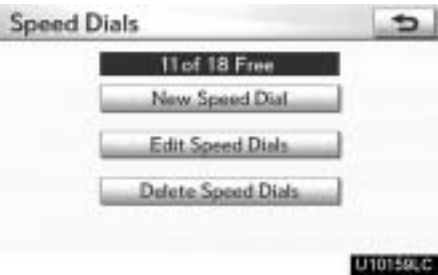 Speed Dials
11 of 18 Free
New Speed Dial
Edit Speed Dials
Delete Speed Dials
U10159LC